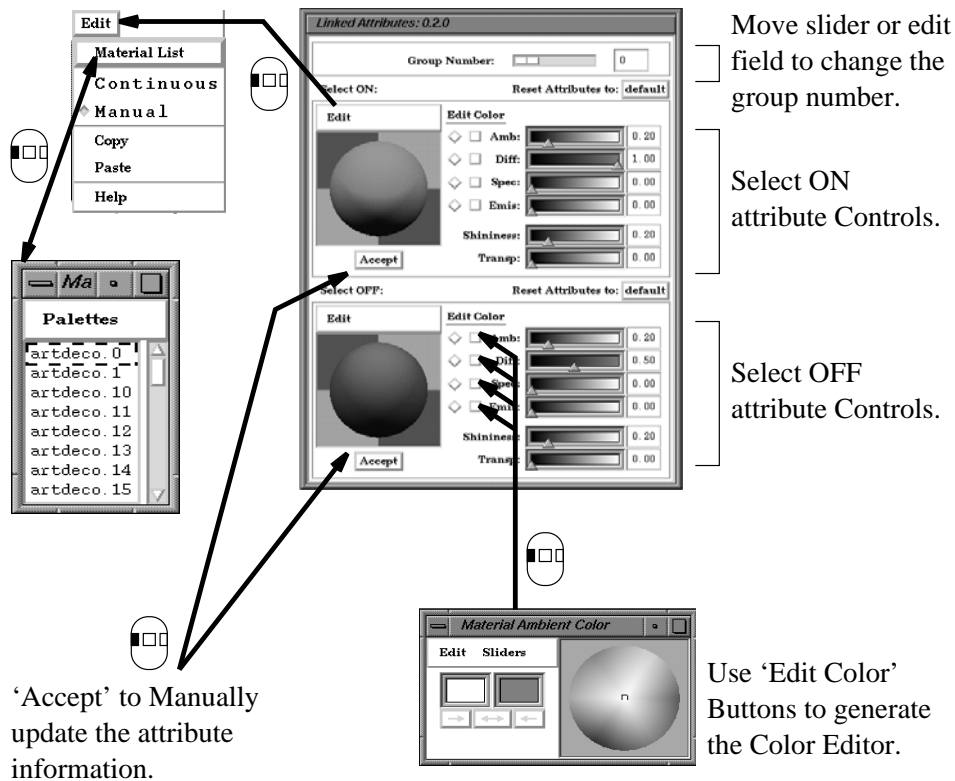 Edit
Material List
Continuous
Manual
Copy
Paste
Help
Ma
Palettes
artdeco.0
artdeco.1
artdeco.10
artdeco.11
artdeco.12
artdeco.13
artdeco.14
artdeco.15
Linked Attributes: 0.2.0
Group Number: 0
Select ON: Reset Attributes to: default
Edit
Edit Color
Amb: 0.20
Diff: 1.00
Spec: 0.00
Emis: 0.00
Shininess: 0.20
Transp: 0.00
Accept
Select OFF: Reset Attributes to: default
Edit
Edit Color
Amb: 0.20
Diff: 0.50
Spec: 0.00
Emis: 0.00
Shininess: 0.20
Transp: 0.00
Accept
Move slider or edit
field to change the
group number.
Select ON
attribute Controls.
Select OFF
attribute Controls.
‘Accept’ to Manually
update the attribute
information.
Material Ambient Color
Edit Sliders
Use ‘Edit Color’
Buttons to generate
the Color Editor.